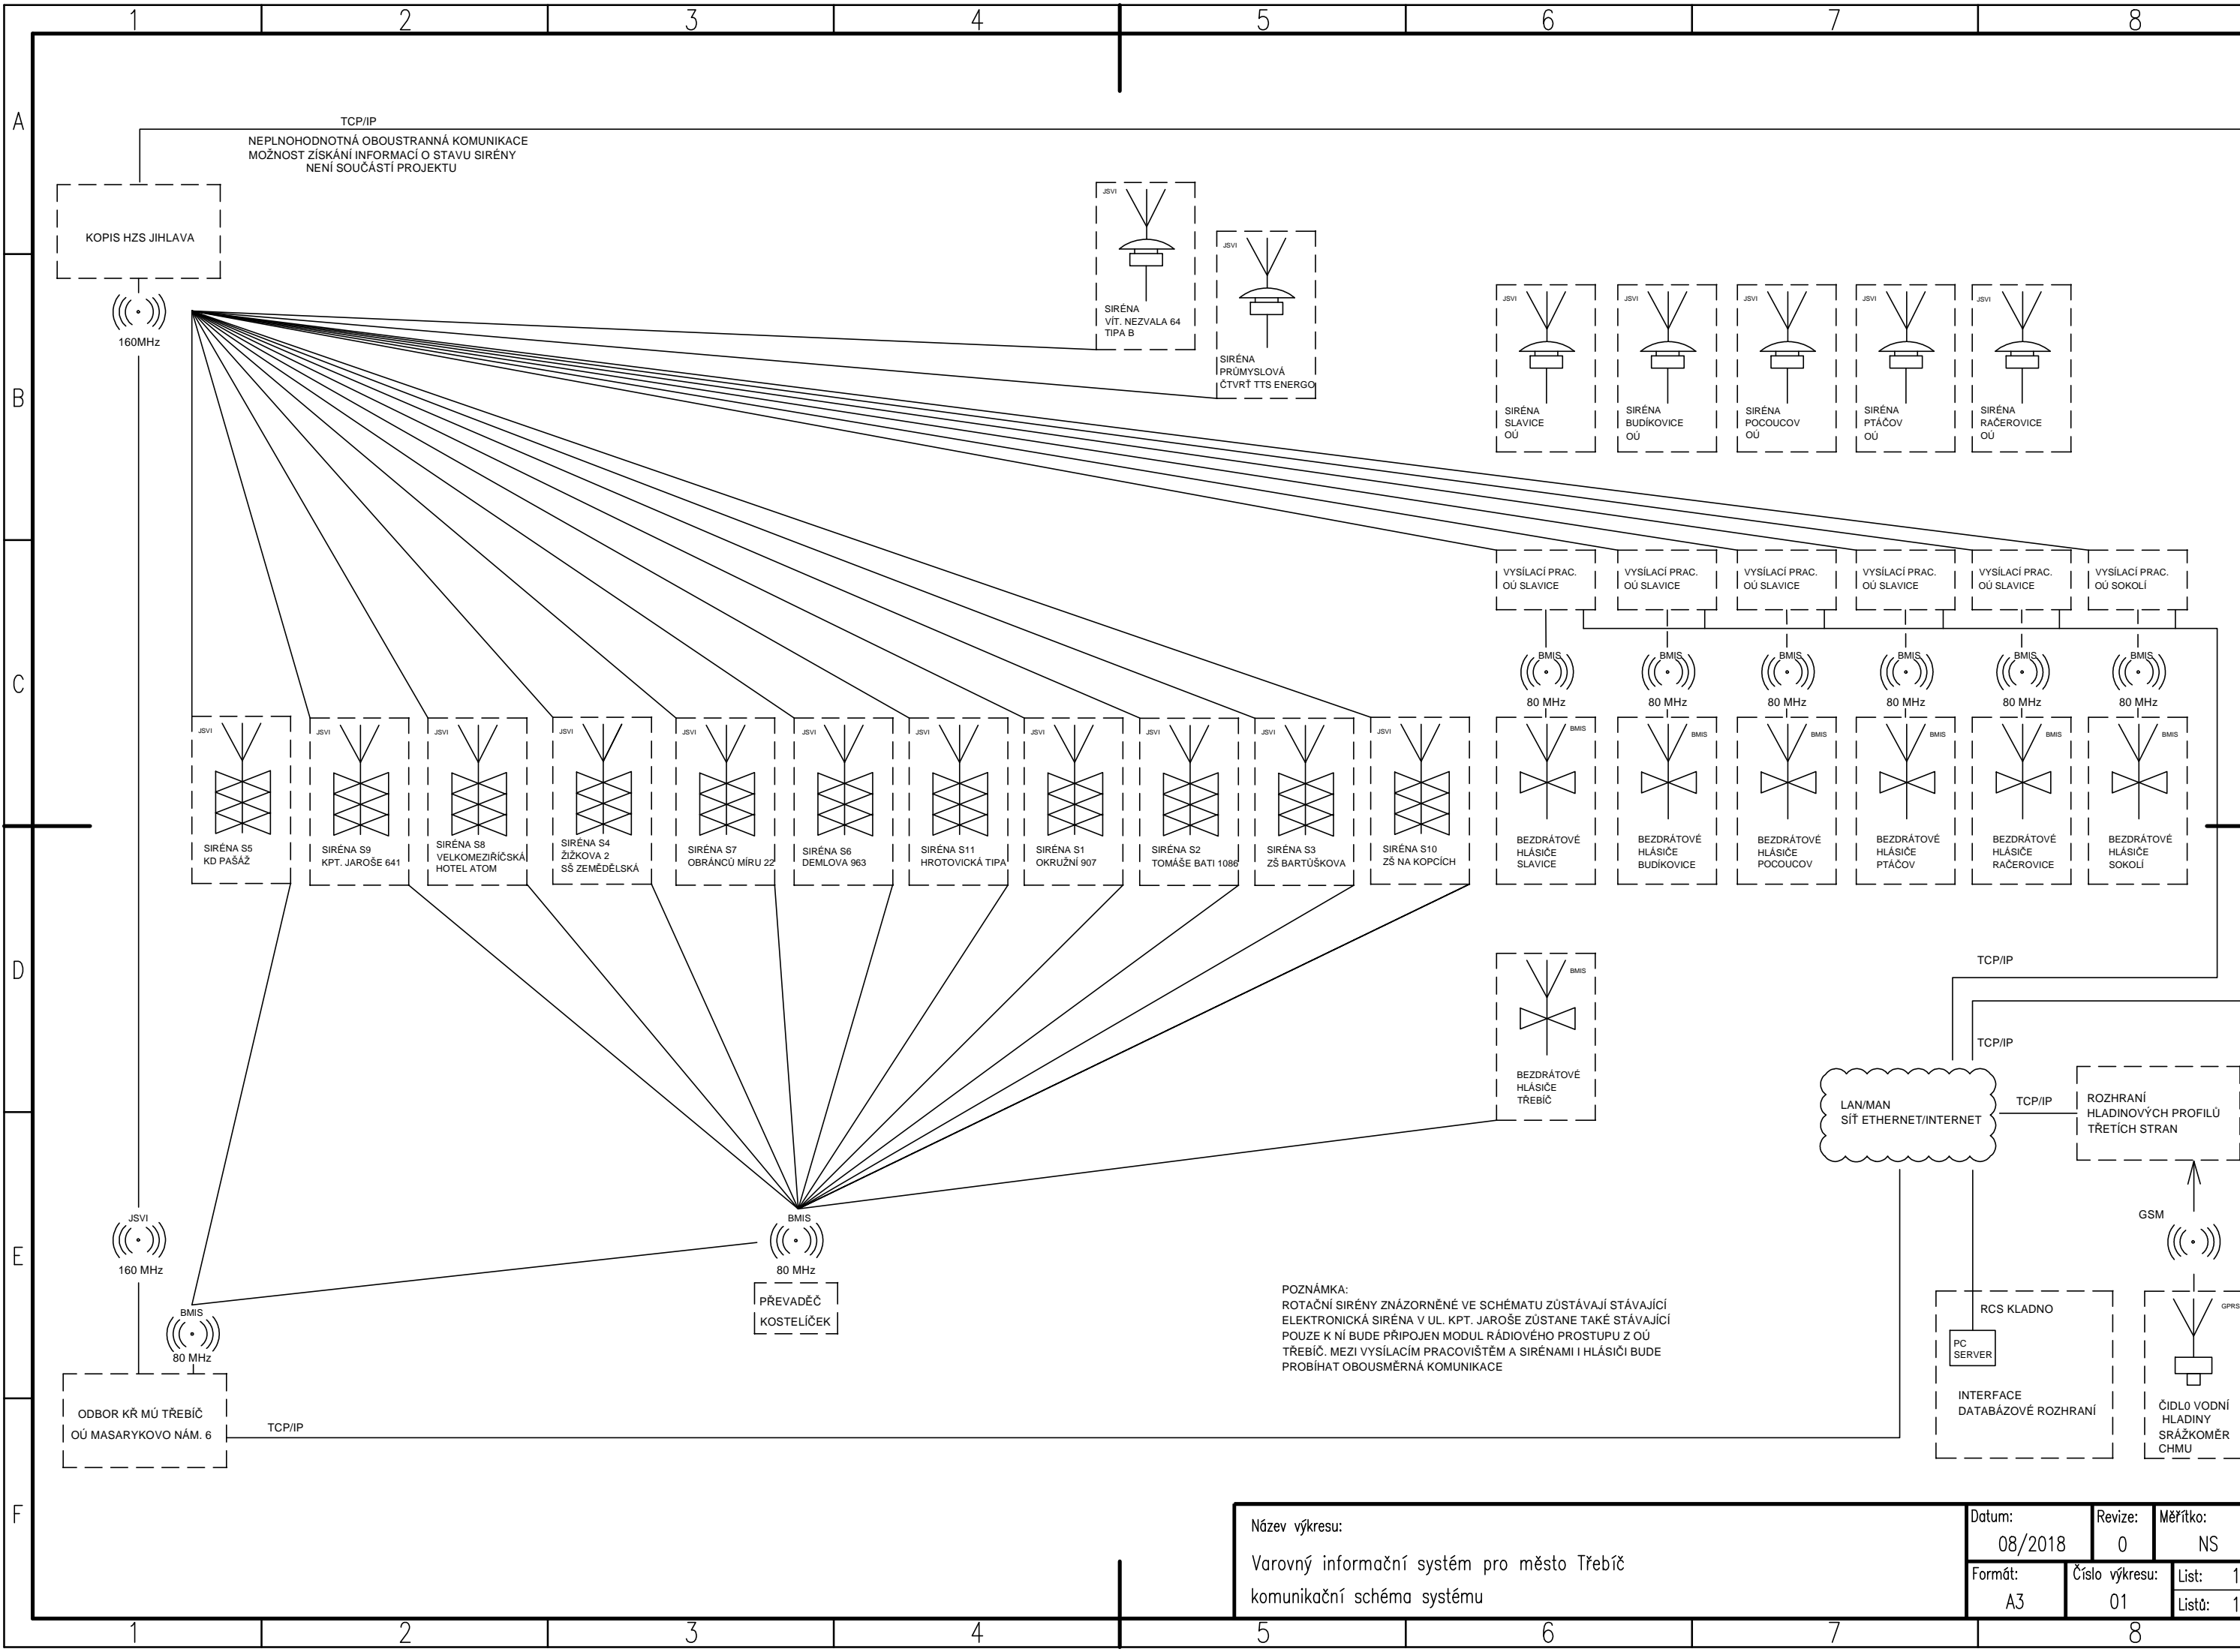 1 2 3 4 5 6 7 8
A
B
C
D
E
F
TCP/IP
NEPLNOHODNOTNÁ OBOUSTRANNÁ KOMUNIKACE
MOŽNOST ZÍSKÁNÍ INFORMACÍ O STAVU SIRÉNY
NENÍ SOUČÁSTÍ PROJEKTU
KOPIS HZS JIHLAVA
160MHz
JSVI
SIRÉNA
VÍT. NEZVALA 64
TIPA B
JSVI
SIRÉNA
PRŮMYSLOVÁ
ČTVRŤ TTS ENERGO
JSVI
SIRÉNA
SLAVICE
OÚ
JSVI
SIRÉNA
BUDÍKOVICE
OÚ
JSVI
SIRÉNA
POCOUCOV
OÚ
JSVI
SIRÉNA
PTÁČOV
OÚ
JSVI
SIRÉNA
RAČEROVICE
OÚ
VYSÍLACÍ PRAC.
OÚ SLAVICE
VYSÍLACÍ PRAC.
OÚ SLAVICE
VYSÍLACÍ PRAC.
OÚ SLAVICE
VYSÍLACÍ PRAC.
OÚ SLAVICE
VYSÍLACÍ PRAC.
OÚ SLAVICE
VYSÍLACÍ PRAC.
OÚ SOKOLÍ
BMIS
80 MHz
BMIS
80 MHz
BMIS
80 MHz
BMIS
80 MHz
BMIS
80 MHz
BMIS
80 MHz
JSVI
SIRÉNA S5
KD PAŠÁŽ
JSVI
SIRÉNA S9
KPT. JAROŠE 641
JSVI
SIRÉNA S8
VELKOMEZIŘÍČSKÁ
HOTEL ATOM
JSVI
SIRÉNA S4
ŽIŽKOVA 2
SŠ ZEMĚDĚLSKÁ
JSVI
SIRÉNA S7
OBRÁNCŮ MÍRU 22
JSVI
SIRÉNA S6
DEMLOVA 963
JSVI
SIRÉNA S11
HROTOVICKÁ TIPA
JSVI
SIRÉNA S1
OKRUŽNÍ 907
JSVI
SIRÉNA S2
TOMÁŠE BATI 1086
JSVI
SIRÉNA S3
ZŠ BARTŮŠKOVA
JSVI
SIRÉNA S10
ZŠ NA KOPCÍCH
BMIS
BEZDRÁTOVÉ
HLÁSIČE
SLAVICE
BMIS
BEZDRÁTOVÉ
HLÁSIČE
BUDÍKOVICE
BMIS
BEZDRÁTOVÉ
HLÁSIČE
POCOUCOV
BMIS
BEZDRÁTOVÉ
HLÁSIČE
PTÁČOV
BMIS
BEZDRÁTOVÉ
HLÁSIČE
RAČEROVICE
BMIS
BEZDRÁTOVÉ
HLÁSIČE
SOKOLÍ
BMIS
BEZDRÁTOVÉ
HLÁSIČE
TŘEBÍČ
TCP/IP
TCP/IP
LAN/MAN
SÍŤ ETHERNET/INTERNET
TCP/IP
ROZHRANÍ
HLADINOVÝCH PROFILŮ
TŘETÍCH STRAN
GSM
JSVI
160 MHz
BMIS
80 MHz
BMIS
80 MHz
PŘEVADĚČ
KOSTELÍČEK
POZNÁMKA:
ROTAČNÍ SIRÉNY ZNÁZORNĚNÉ VE SCHÉMATU ZŮSTÁVAJÍ STÁVAJÍCÍ
ELEKTRONICKÁ SIRÉNA V UL. KPT. JAROŠE ZŮSTANE TAKÉ STÁVAJÍCÍ
POUZE K NÍ BUDE PŘIPOJEN MODUL RÁDIOVÉHO PROSTUPU Z OÚ
TŘEBÍČ. MEZI VYSÍLACÍM PRACOVIŠTĚM A SIRÉNAMI I HLÁSIČI BUDE
PROBÍHAT OBOUSMĚRNÁ KOMUNIKACE
RCS KLADNO
PC
SERVER
INTERFACE
DATABÁZOVÉ ROZHRANÍ
GPRS
ČIDL0 VODNÍ
HLADINY
SRÁŽKOMĚR
CHMU
ODBOR KŘ MÚ TŘEBÍČ
OÚ MASARYKOVO NÁM. 6
TCP/IP
Název výkresu:
Varovný informační systém pro město Třebíč
komunikační schéma systému
Datum:
08/2018
Revize:
0
Měřítko:
NS
Formát:
A3
Číslo výkresu:
01
List: 1
Listů: 1
1 2 3 4 5 6 7 8